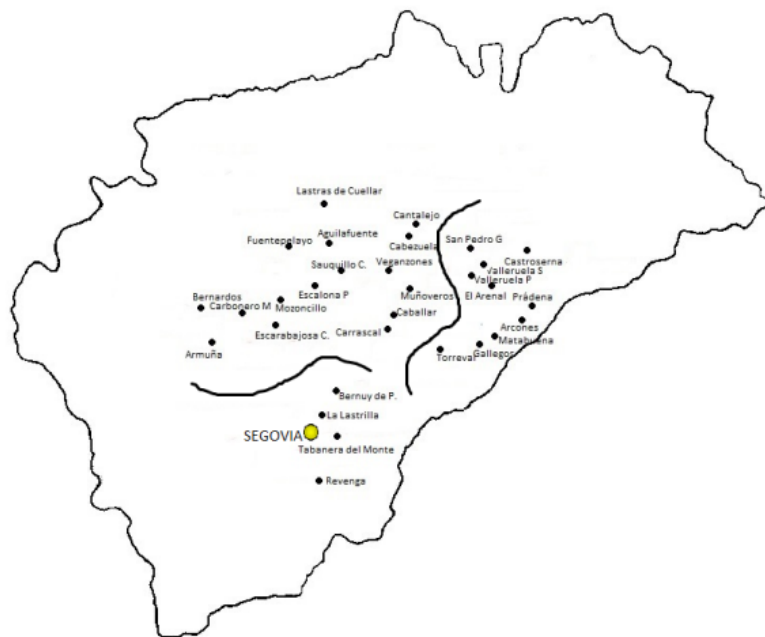 Lastras de Cuellar
Cantalejo
Aguilafuente
Fuentepelayo
Cabezuela
San Pedro G
Castroserna
Sauquillo C.
Veganzones
Valleruela S
Valleruela P
Escalona P
Muñoveros
El Arenal
Prádena
Bernardos
Carbonero M
Mozoncillo
Caballar
Escarabajosa C.
Carrascal
Arcones
Matabuena
Armuña
Torreval
Gallegos
Bernuy de P.
La Lastrilla
SEGOVIA
Tabanera del Monte
Revenga